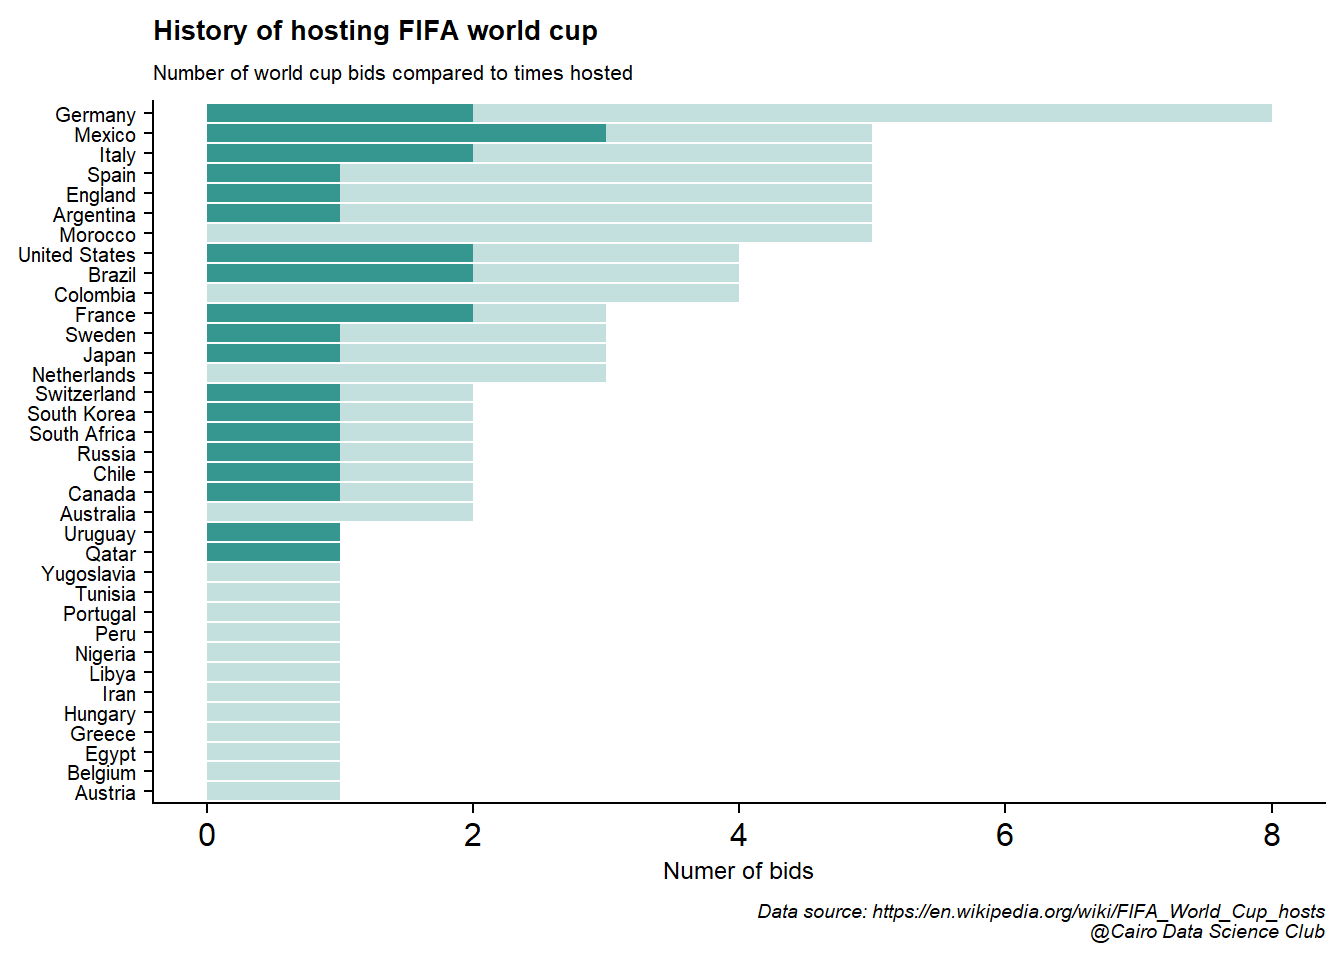 History of hosting FIFA world cup
Number of world cup bids compared to times hosted
Germany
Mexico
Italy
Spain
England
Argentina
Morocco
United States
Brazil
Colombia
France
Sweden
Japan
Netherlands
Switzerland
South Korea
South Africa
Russia
Chile
Canada
Australia
Uruguay
Qatar
Yugoslavia
Tunisia
Portugal
Peru
Nigeria
Libya
Iran
Hungary
Greece
Egypt
Belgium
Austria
0 2 4 6 8
Numer of bids
Data source: https://en.wikipedia.org/wiki/FIFA_World_Cup_hosts
@Cairo Data Science Club